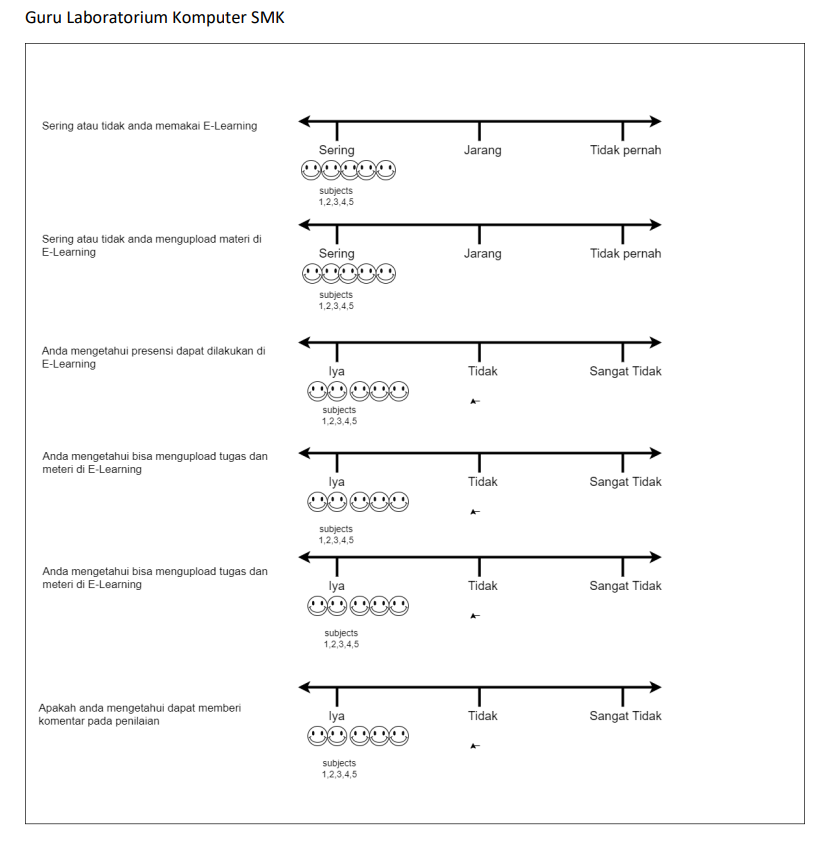 Guru Laboratorium Komputer SMK
Sering atau tidak anda memakai E-Learning
Sering
Jarang
Tidak pernah
subjects
1,2,3,4,5
Sering atau tidak anda mengupload materi di
E-Learning
Sering
Jarang
Tidak pernah
subjects
1,2,3,4,5
Anda mengetahui presensi dapat dilakukan di
E-Learning
Iya
Tidak
Sangat Tidak
subjects
1,2,3,4,5
Anda mengetahui bisa mengupload tugas dan
meteri di E-Learning
Iya
Tidak
Sangat Tidak
subjects
1,2,3,4,5
Anda mengetahui bisa mengupload tugas dan
meteri di E-Learning
Iya
Tidak
Sangat Tidak
subjects
1,2,3,4,5
Apakah anda mengetahui dapat memberi
komentar pada penilaian
Iya
Tidak
Sangat Tidak
subjects
1,2,3,4,5